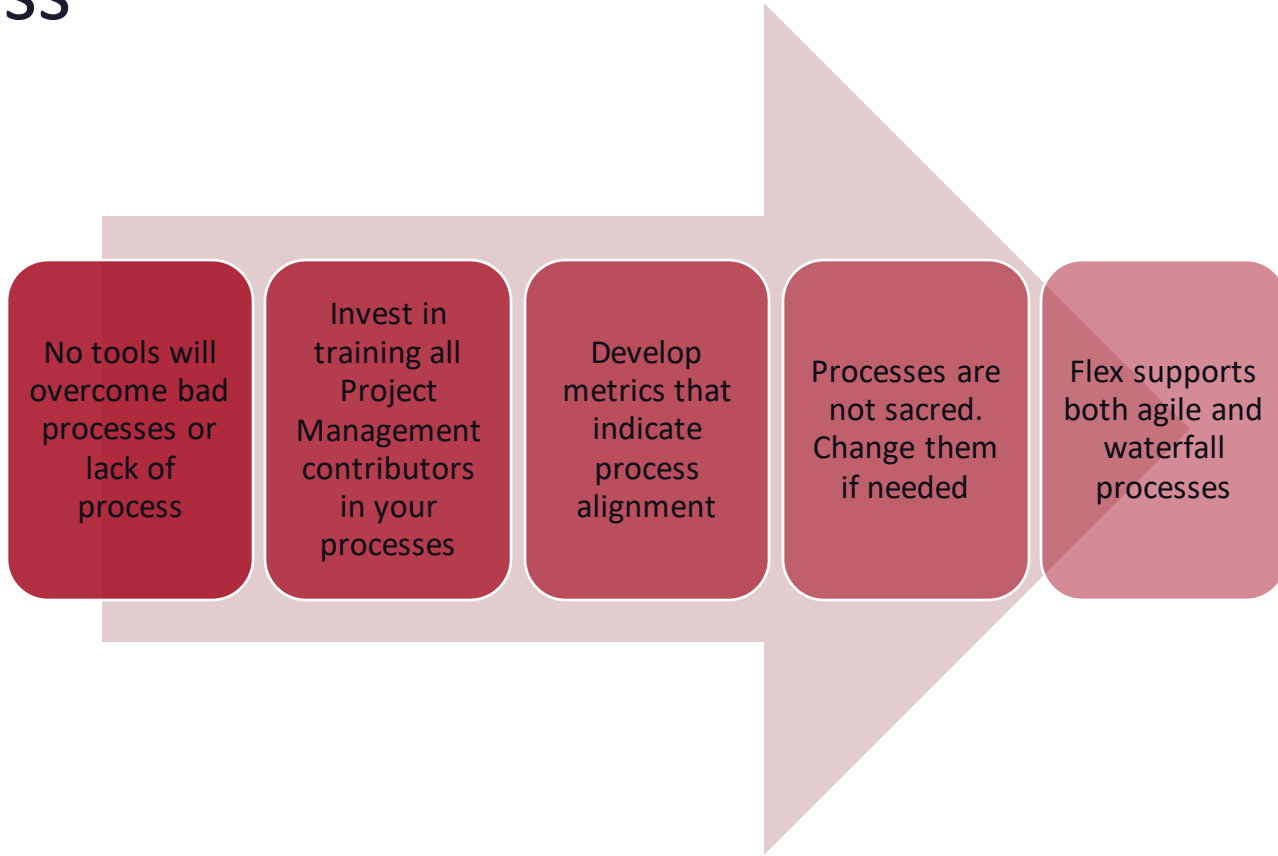 No tools will
overcome bad
processes or
lack of
process
Invest in
training all
Project
Management
contributors
in your
processes
Develop
metrics that
indicate
process
alignment
Processes are
not sacred.
Change them
if needed
Flex supports
both agile and
waterfall
processes